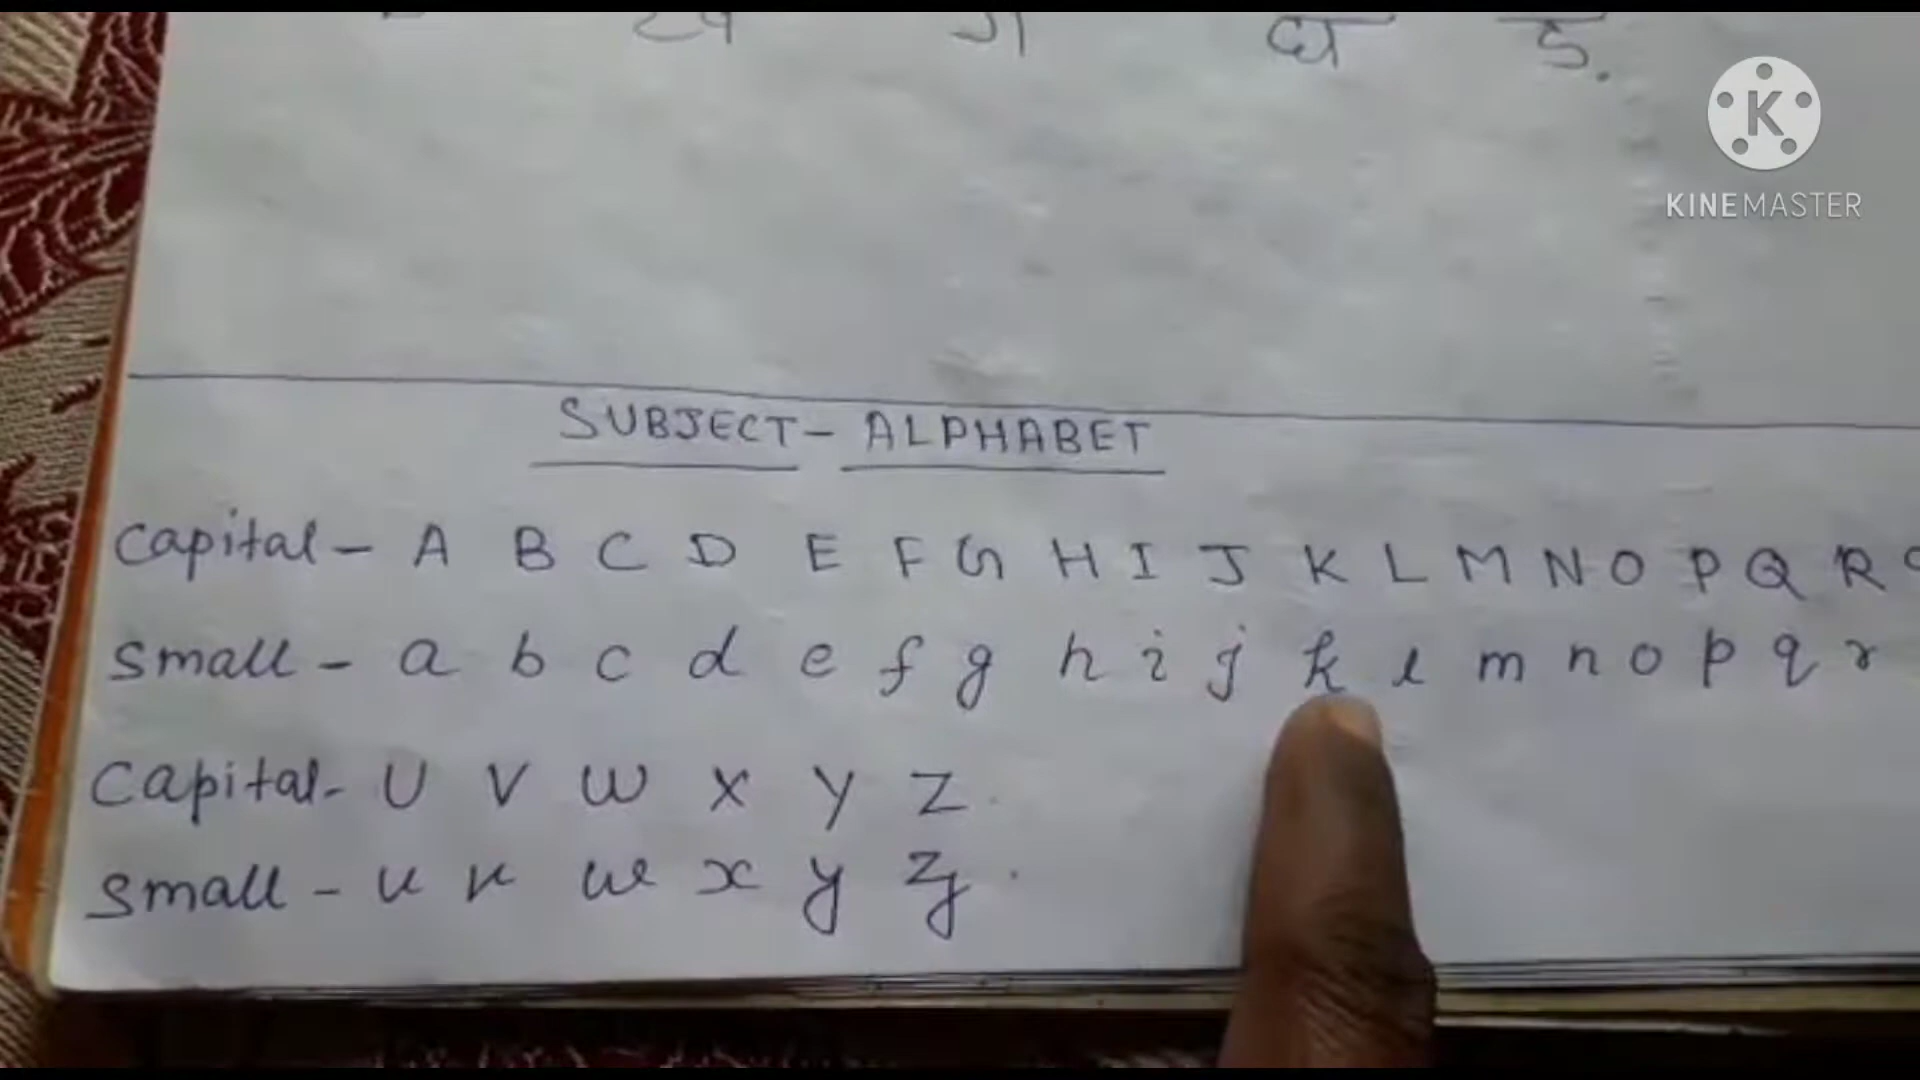 K
KINEMASTER
SUBJECT - ALPHABET
Capital - A B C D E F G H I J K L M N O P Q R
Small - a b c d e f g h i j k l m n o p q r
Capital - U V W X Y Z .
Small - u v w x y z .